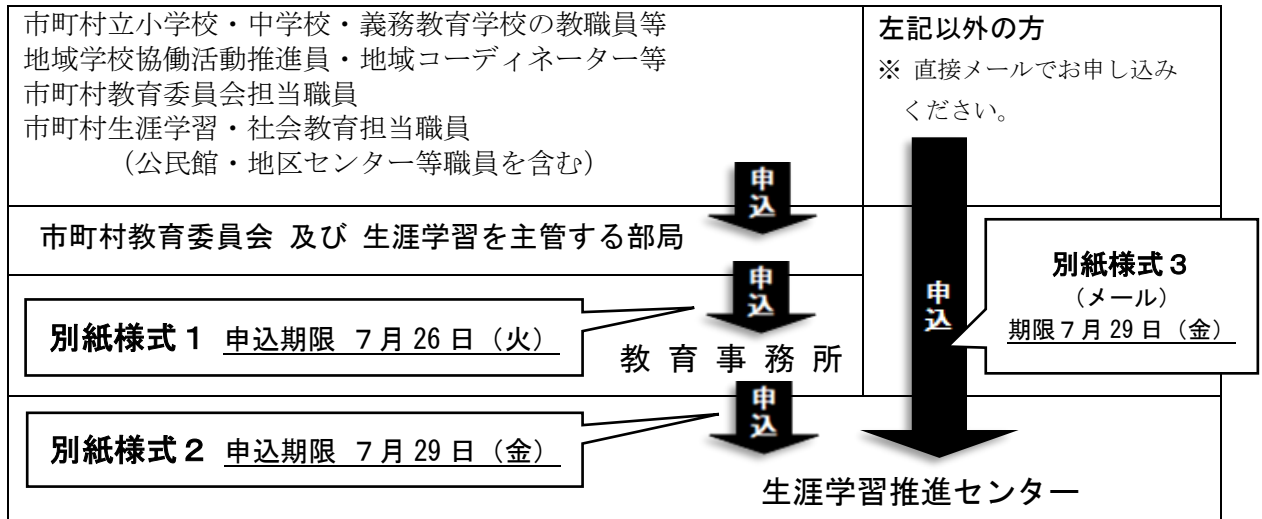 市町村立小学校・中学校・義務教育学校の教職員等
地域学校協働活動推進員・地域コーディネーター等
市町村教育委員会担当職員
市町村生涯学習・社会教育担当職員
（公民館・地区センター等職員を含む）
申込
左記以外の方
※ 直接メールでお申し込み
ください。
市町村教育委員会 及び 生涯学習を主管する部局
申込
別紙様式１ 申込期限 ７月26日（火）
教育事務所
申込
別紙様式３
（メール）
期限７月29日（金）
申込
別紙様式２ 申込期限 ７月29日（金）
生涯学習推進センター